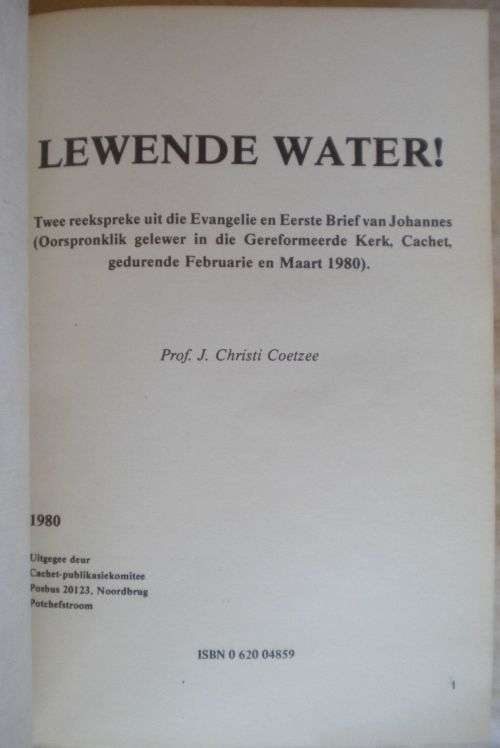 LEWENDE WATER!
Twee reekspreke uit die Evangelie en Eerste Brief van Johannes
(Oorspronklik gelewer in die Gereformeerde Kerk, Cachet,
gedurende Februarie en Maart 1980).
Prof. J. Christi Coetzee
1980
Uitgegee deur
Cachet-publikasiekomitee
Posbus 20123, Noordbrug
Potchefstroom
ISBN 0 620 04859
1